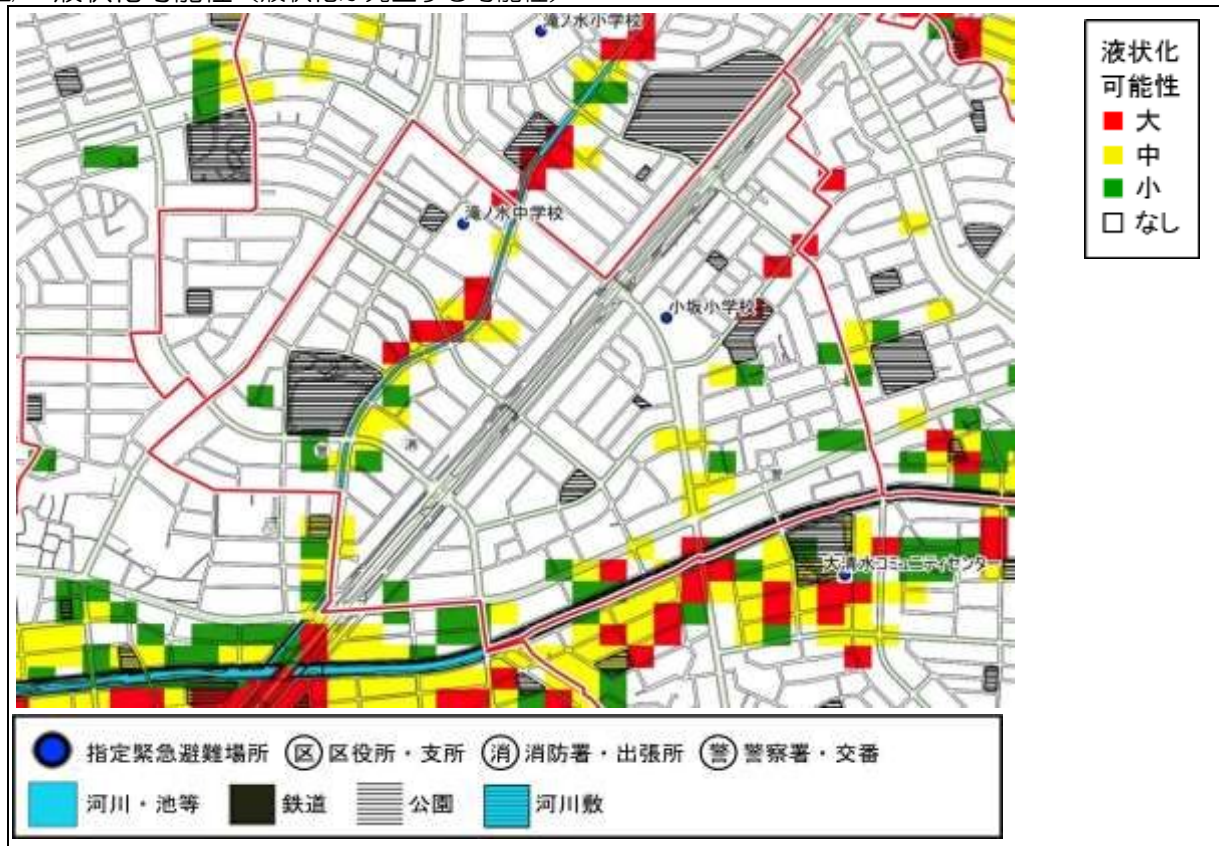 液状化可能性（液状化が発生する可能性）
滝ノ水小学校
液状化
可能性
大
中
小
なし
滝ノ水中学校
小坂小学校
消
警
警
大清水コミュニティセンター
指定緊急避難場所 区 区役所・支所 消 消防署・出張所 警 警察署・交番
河川・池等 鉄道 公園 河川敷